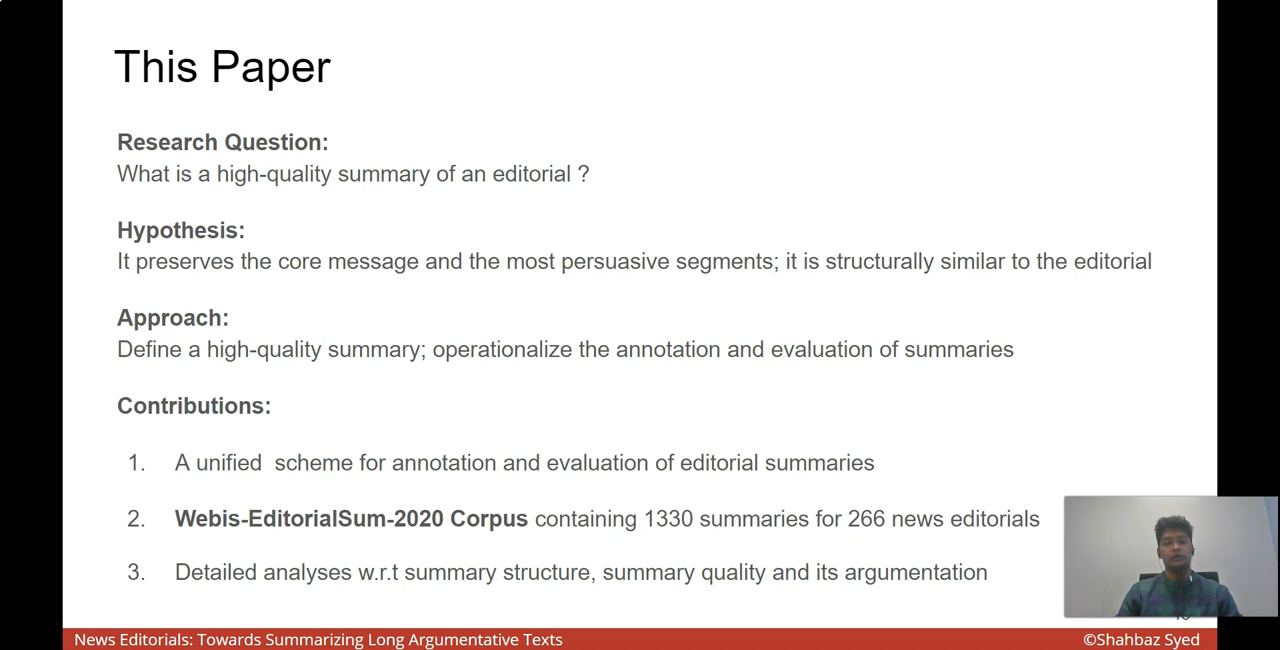 This Paper
Research Question:
What is a high-quality summary of an editorial ?
Hypothesis:
It preserves the core message and the most persuasive segments; it is structurally similar to the editorial
Approach:
Define a high-quality summary; operationalize the annotation and evaluation of summaries
Contributions:
1. A unified scheme for annotation and evaluation of editorial summaries
2. Webis-EditorialSum-2020 Corpus containing 1330 summaries for 266 news editorials
3. Detailed analyses w.r.t summary structure, summary quality and its argumentation
News Editorials: Towards Summarizing Long Argumentative Texts
©Shahbaz Syed